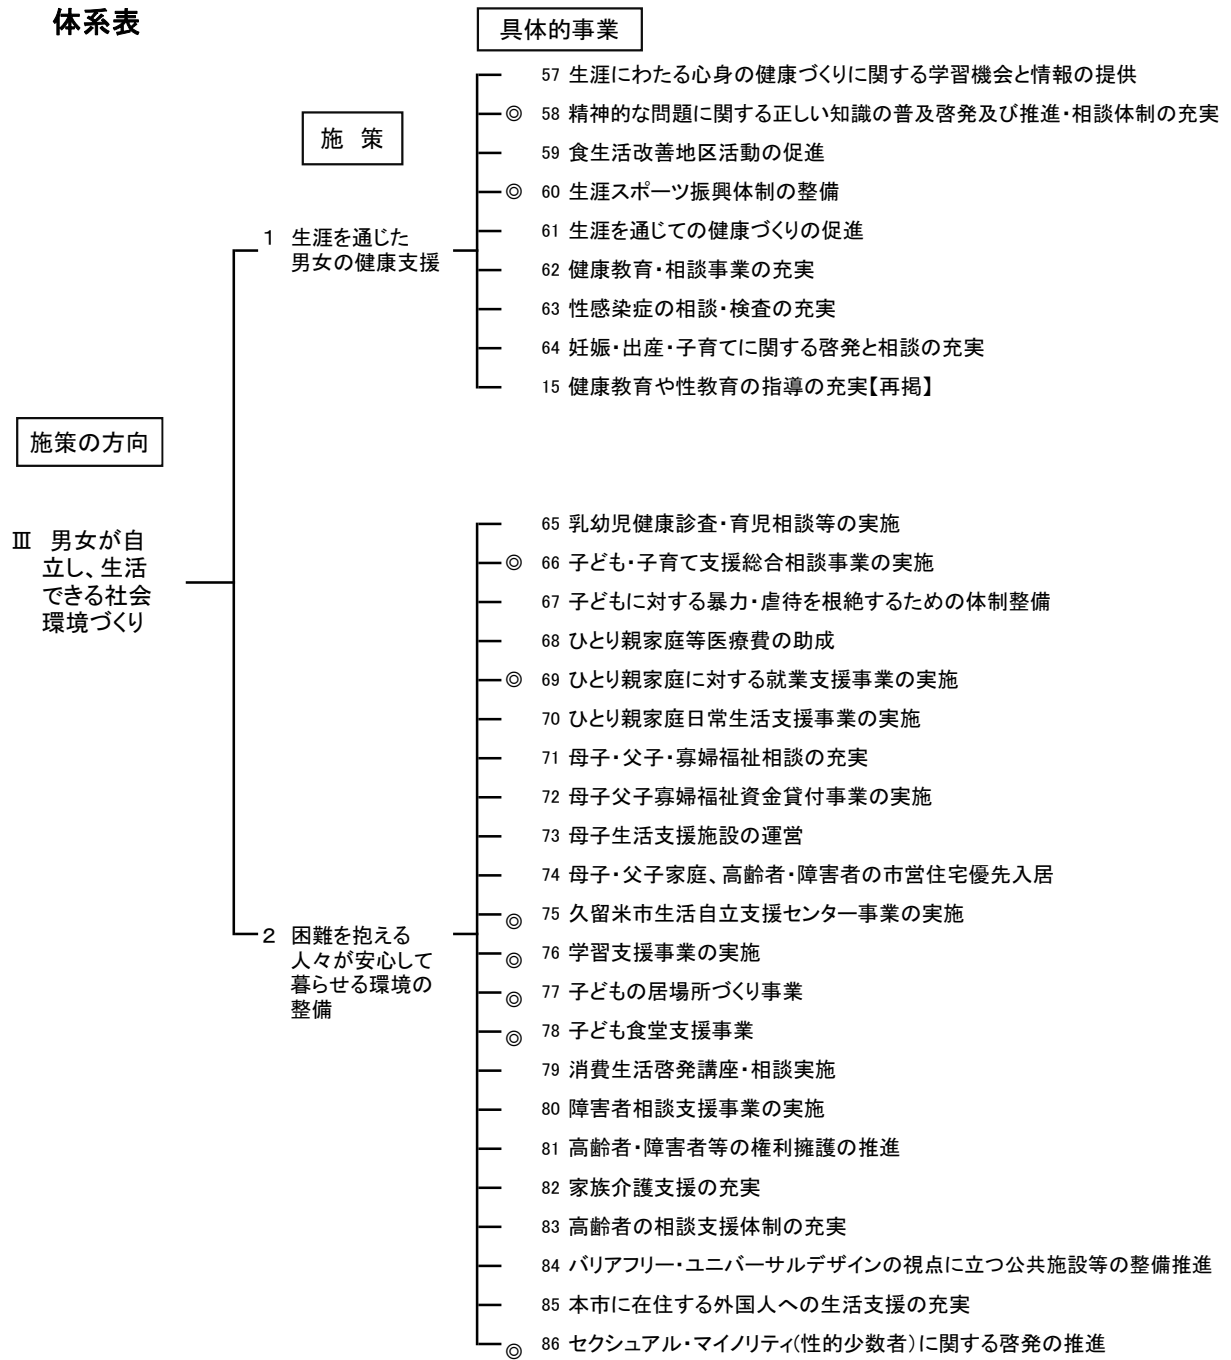 体系表
具体的事業
施 策
57 生涯にわたる心身の健康づくりに関する学習機会と情報の提供
◎ 58 精神的な問題に関する正しい知識の普及啓発及び推進・相談体制の充実
59 食生活改善地区活動の促進
◎ 60 生涯スポーツ振興体制の整備
61 生涯を通じての健康づくりの促進
62 健康教育・相談事業の充実
63 性感染症の相談・検査の充実
64 妊娠・出産・子育てに関する啓発と相談の充実
15 健康教育や性教育の指導の充実【再掲】
1 生涯を通じた
男女の健康支援
施策の方向
Ⅲ 男女が自
立し、生活
できる社会
環境づくり
65 乳幼児健康診査・育児相談等の実施
◎ 66 子ども・子育て支援総合相談事業の実施
67 子どもに対する暴力・虐待を根絶するための体制整備
68 ひとり親家庭等医療費の助成
◎ 69 ひとり親家庭に対する就業支援事業の実施
70 ひとり親家庭日常生活支援事業の実施
71 母子・父子・寡婦福祉相談の充実
72 母子父子寡婦福祉資金貸付事業の実施
73 母子生活支援施設の運営
74 母子・父子家庭、高齢者・障害者の市営住宅優先入居
◎ 75 久留米市生活自立支援センター事業の実施
◎ 76 学習支援事業の実施
◎ 77 子どもの居場所づくり事業
◎ 78 子ども食堂支援事業
79 消費生活啓発講座・相談実施
80 障害者相談支援事業の実施
81 高齢者・障害者等の権利擁護の推進
82 家族介護支援の充実
83 高齢者の相談支援体制の充実
84 バリアフリー・ユニバーサルデザインの視点に立つ公共施設等の整備推進
85 本市に在住する外国人への生活支援の充実
◎ 86 セクシュアル・マイノリティ(性的少数者)に関する啓発の推進
2 困難を抱える
人々が安心して
暮らせる環境の
整備